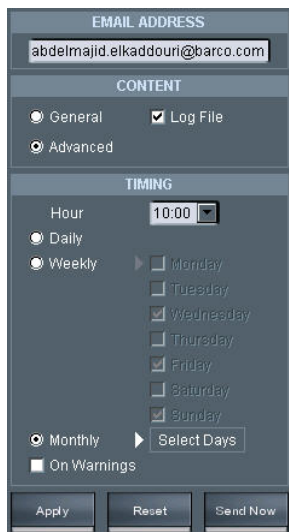 EMAIL ADDRESS
abdelmajid.elkaddouri@barco.com
CONTENT
General Log File
Advanced
TIMING
Hour 10:00
Daily
Weekly Monday
Tuesday
Wednesday
Thursday
Friday
Saturday
Sunday
Monthly Select Days
On Warnings
Apply Reset Send Now